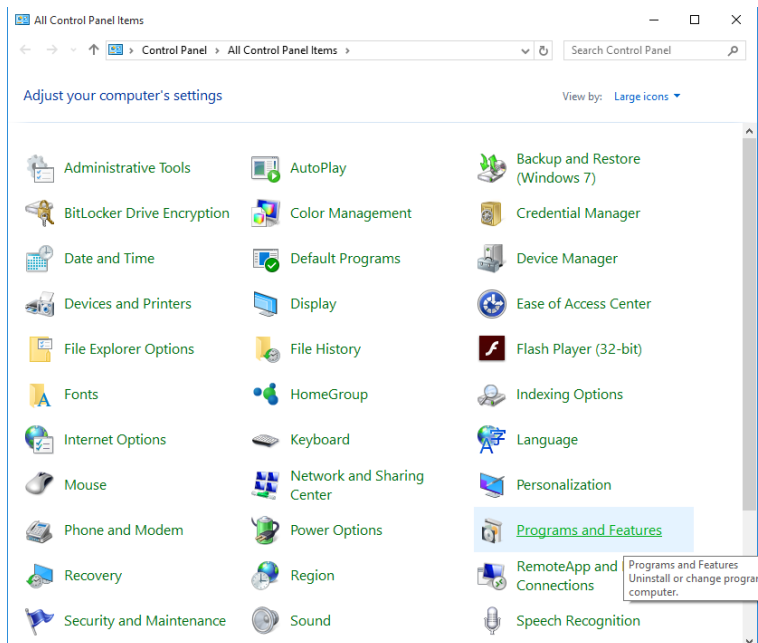 All Control Panel Items
Control Panel > All Control Panel Items >
Search Control Panel
Adjust your computer's settings
View by: Large icons
Administrative Tools
AutoPlay
Backup and Restore
(Windows 7)
BitLocker Drive Encryption
Color Management
Credential Manager
Date and Time
Default Programs
Device Manager
Devices and Printers
Display
Ease of Access Center
File Explorer Options
File History
Flash Player (32-bit)
Fonts
HomeGroup
Indexing Options
Internet Options
Keyboard
Language
Mouse
Network and Sharing
Center
Personalization
Phone and Modem
Power Options
Programs and Features
Recovery
Region
RemoteApp and
Connections
Programs and Features
Uninstall or change
computer.
Security and Maintenance
Sound
Speech Recognition